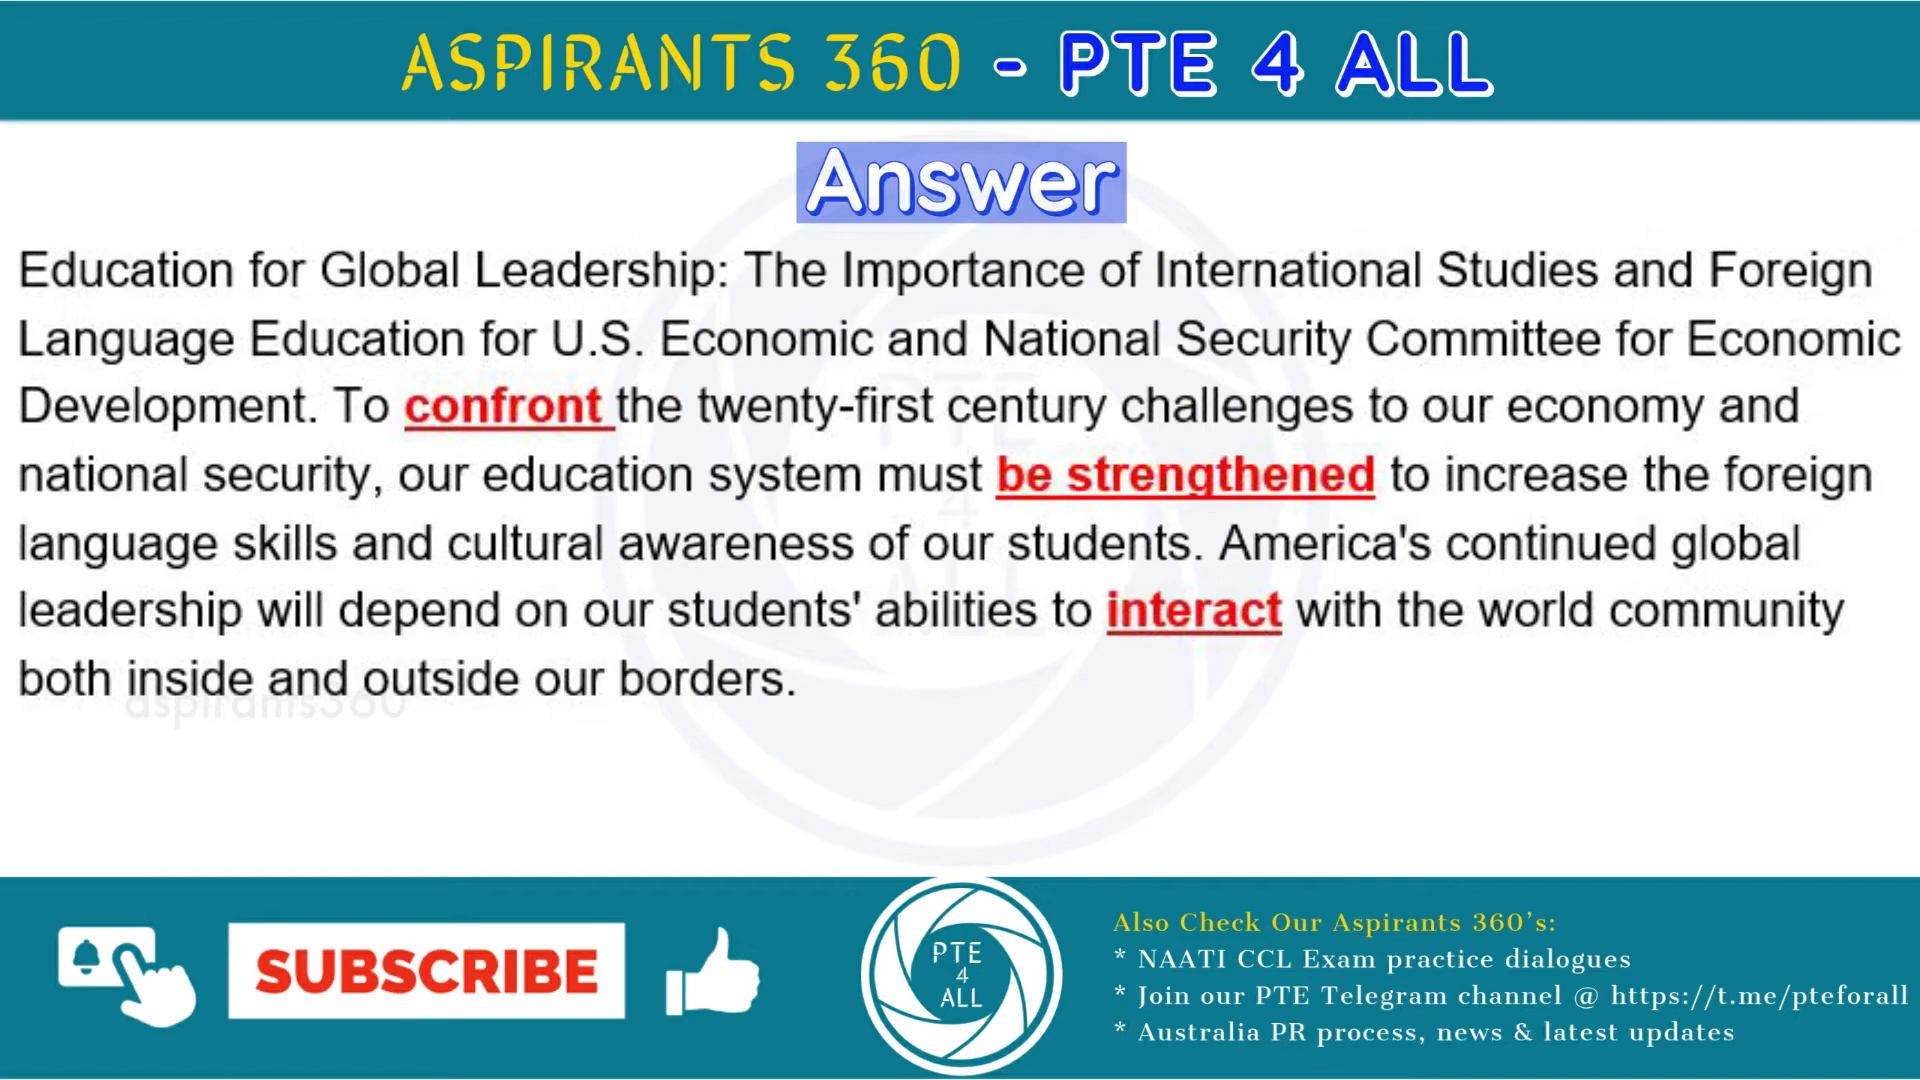 ASPIRANTS 360 - PTE 4 ALL
Answer
Education for Global Leadership: The Importance of International Studies and Foreign
Language Education for U.S. Economic and National Security Committee for Economic
Development. To confront the twenty-first century challenges to our economy and
national security, our education system must be strengthened to increase the foreign
language skills and cultural awareness of our students. America's continued global
leadership will depend on our students' abilities to interact with the world community
both inside and outside our borders.
aspirants360
PTE
4
ALL
SUBSCRIBE
PTE
4
ALL
Also Check Our Aspirants 360's:
* NAATI CCL Exam practice dialogues
* Join our PTE Telegram channel @ https://t.me/pteforall
* Australia PR process, news & latest updates